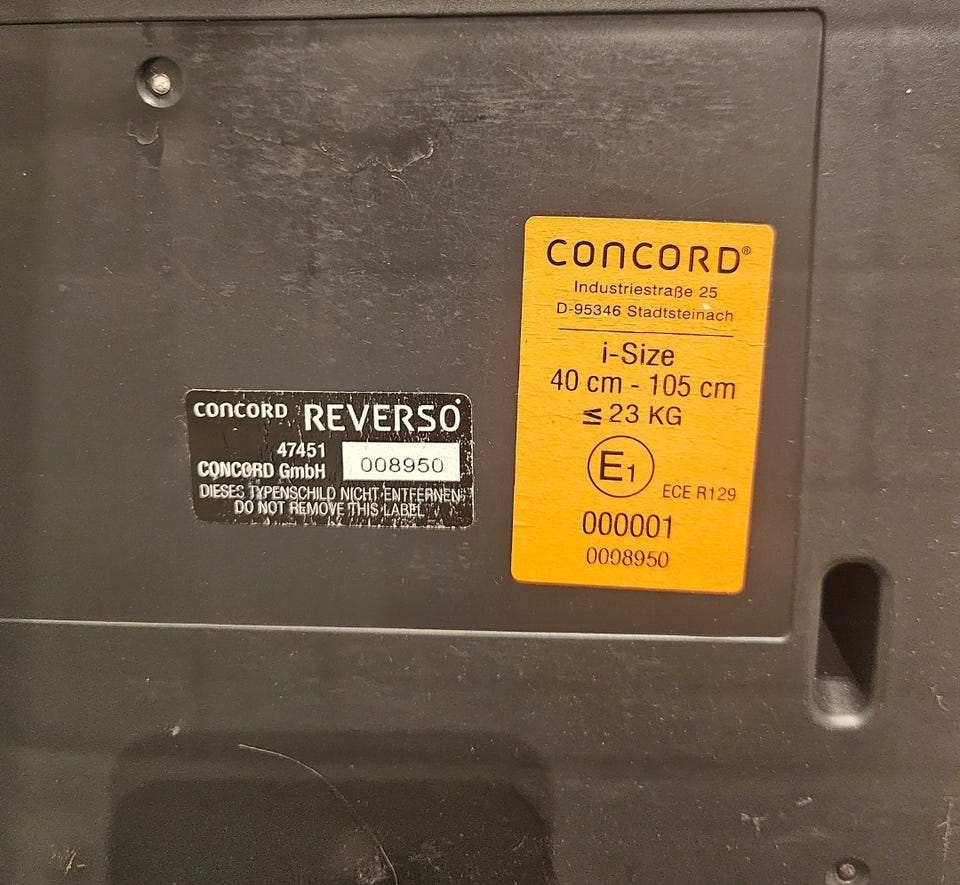 CONCORD REVERSO
47451
CONCORD GmbH
008950
DIESES TYPENSCHILD NICHT ENTFERNEN
DO NOT REMOVE THIS LABEL
CONCORD®
Industriestraße 25
D-95346 Stadtsteinach
i-Size
40 cm - 105 cm
≤ 23 KG
E1
ECE R129
000001
0008950